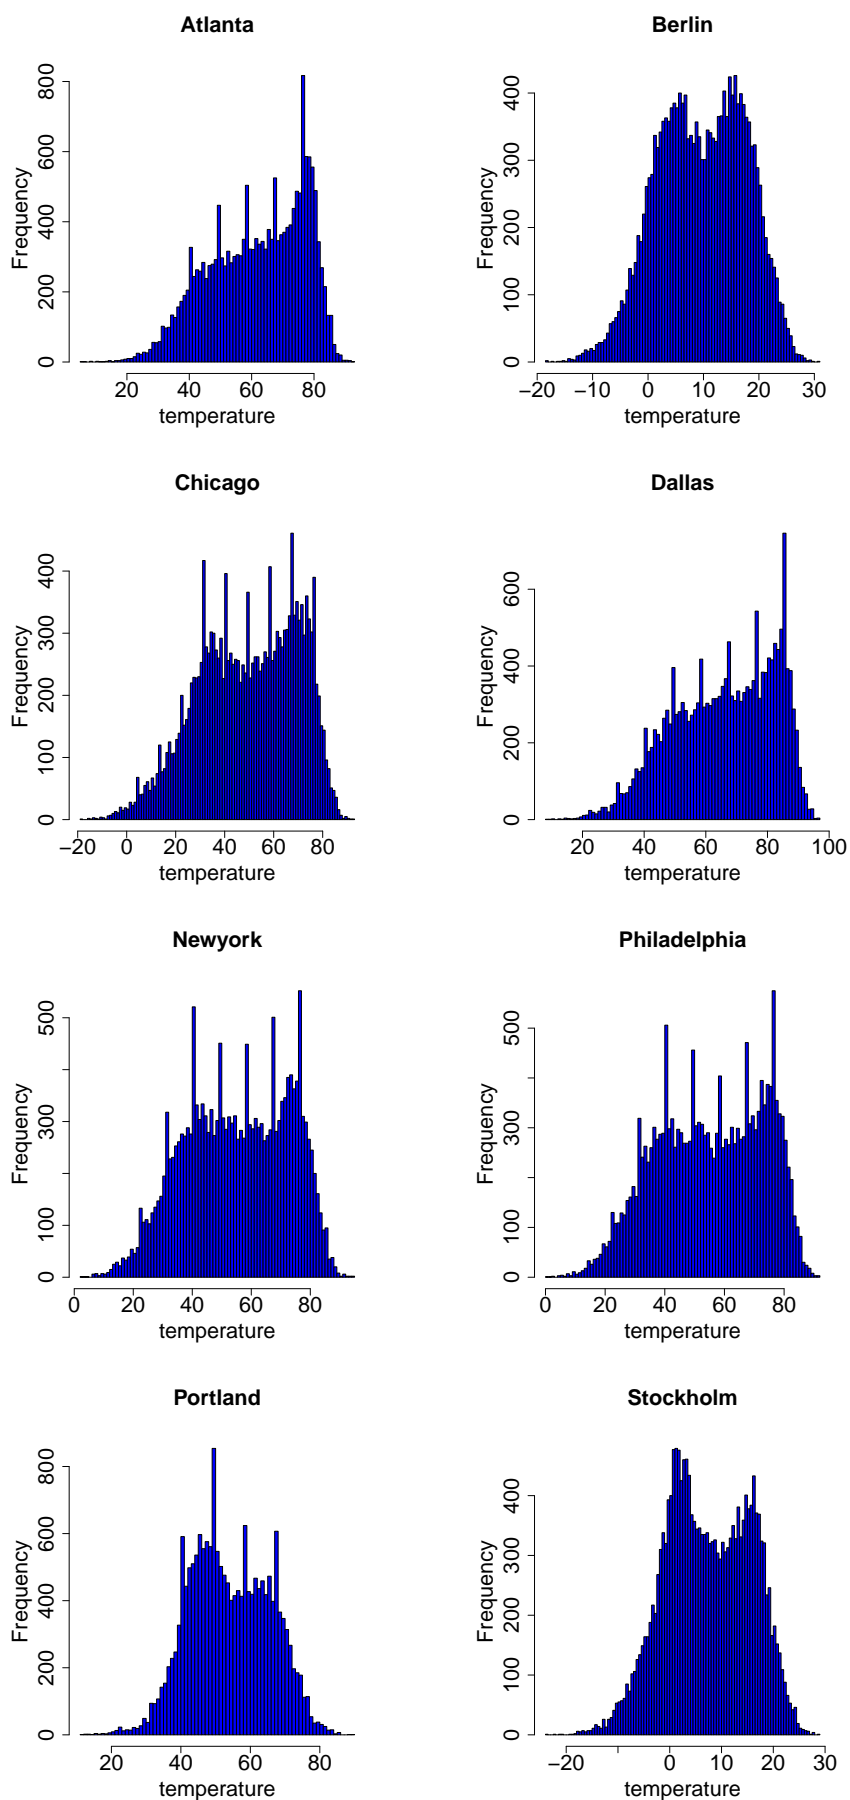 Atlanta
Frequency
0 200 400 600 800
20 40 60 80
temperature
Berlin
Frequency
0 100 200 300 400
−20 −10 0 10 20 30
temperature
Chicago
Frequency
0 100 200 300 400
−20 0 20 40 60 80
temperature
Dallas
Frequency
0 200 400 600
20 40 60 80 100
temperature
Newyork
Frequency
0 100 300 500
0 20 40 60 80
temperature
Philadelphia
Frequency
0 100 300 500
0 20 40 60 80
temperature
Portland
Frequency
0 200 400 600 800
20 40 60 80
temperature
Stockholm
Frequency
0 100 200 300 400
−20 0 10 20 30
temperature